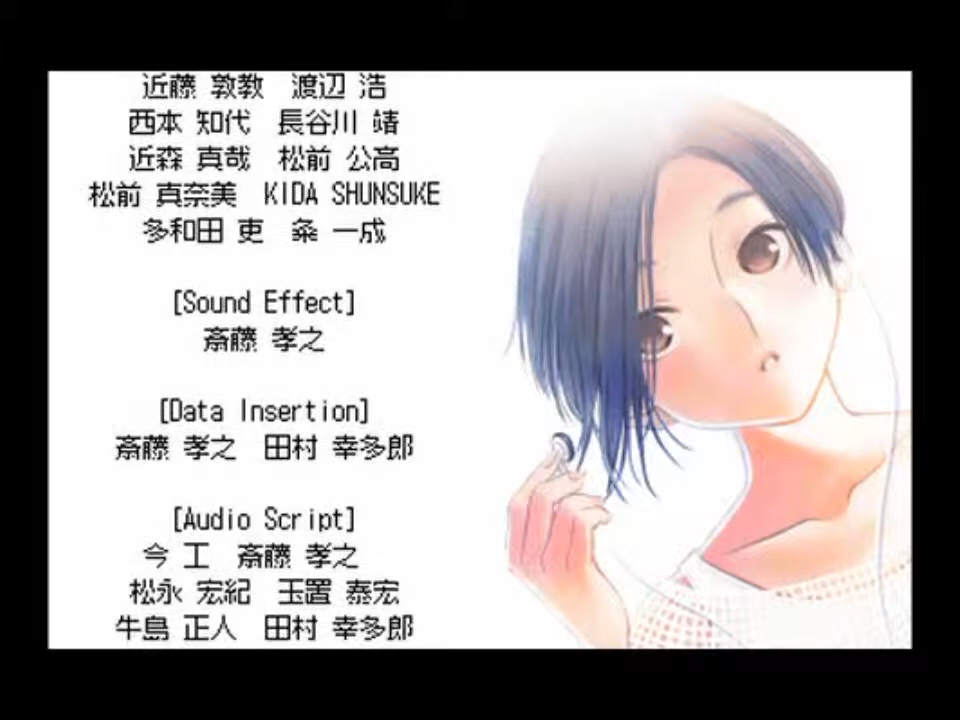 近藤 敦教 渡辺 浩
西本 知代 長谷川 靖
近森 真哉 松前 公高
松前 真奈美 KIDA SHUNSUKE
多和田 吏 粂 一成
[Sound Effect]
斎藤 孝之
[Data Insertion]
斎藤 孝之 田村 幸多郎
[Audio Script]
今 工 斎藤 孝之
松永 宏紀 玉置 泰宏
牛島 正人 田村 幸多郎